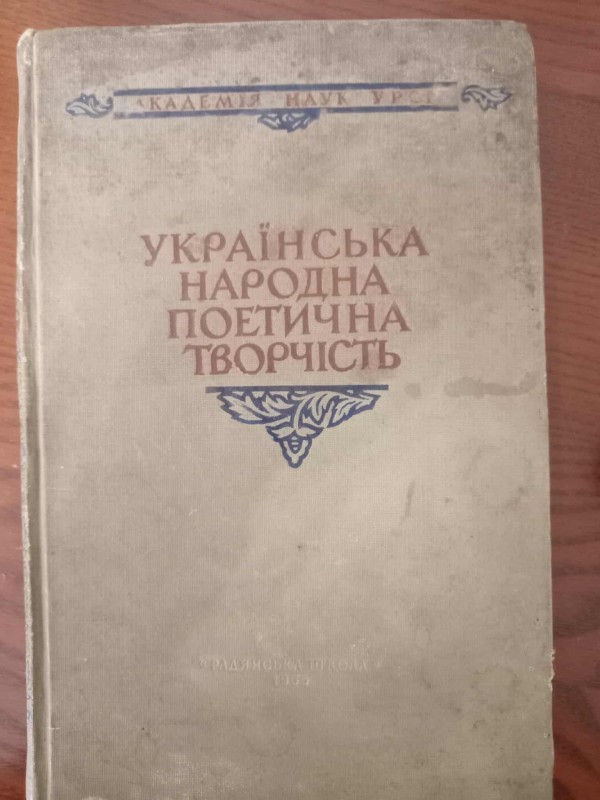 АКАДЕМІЯ НАУК УРСР
УКРАЇНСЬКА
НАРОДНА
ПОЕТИЧНА
ТВОРЧІСТЬ
"РАДЯНСЬКА ШКОЛА"